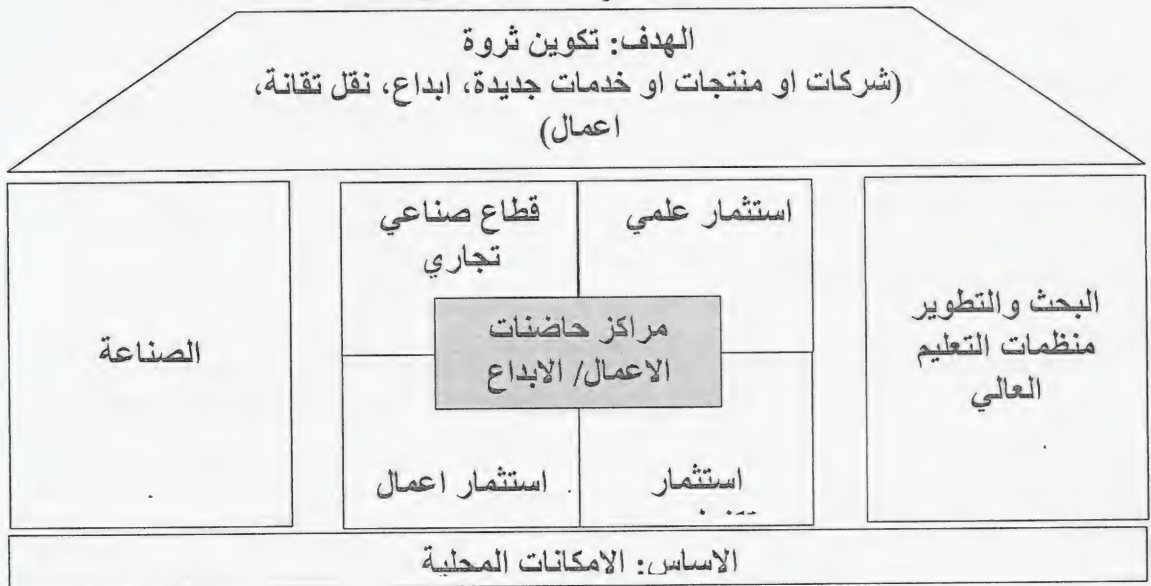 الهدف: تكوين ثروة
(شركات او منتجات او خدمات جديدة، ابداع، نقل تقانة،
اعمال)
البحث والتطوير
منظمات التعليم
العالي
استثمار علمي
قطاع صناعي
تجاري
مراكز حاضنات
الاعمال/ الابداع
استثمار
استثمار اعمال
الصناعة
الاساس: الامكانات المحلية